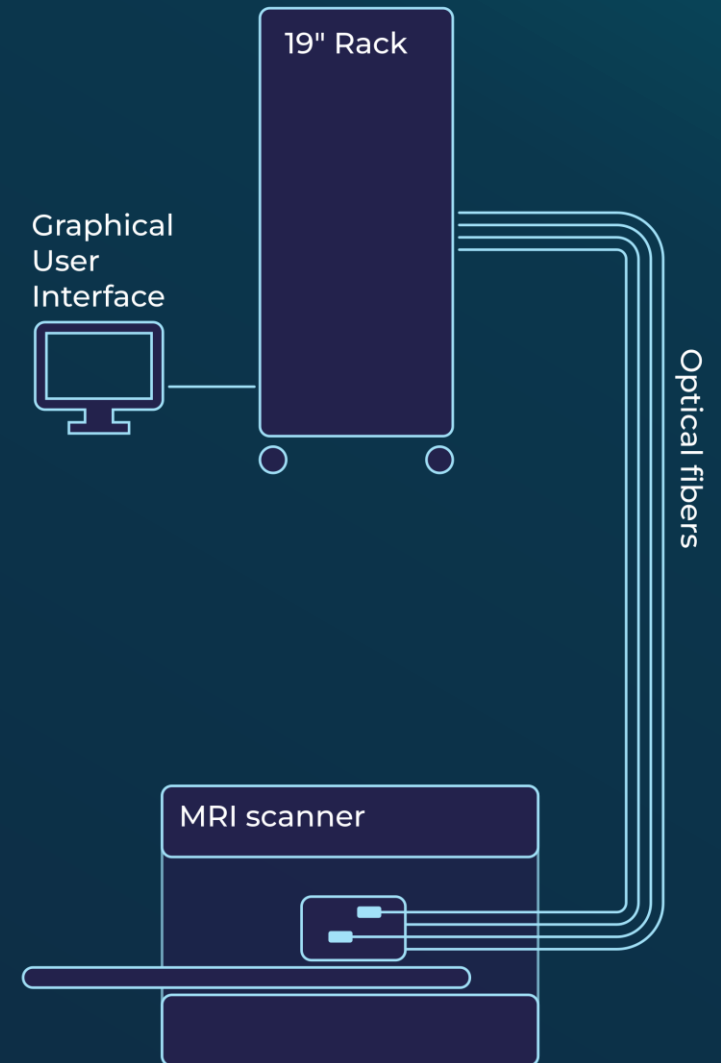 19" Rack
Graphical
User
Interface
Optical fibers
MRI scanner